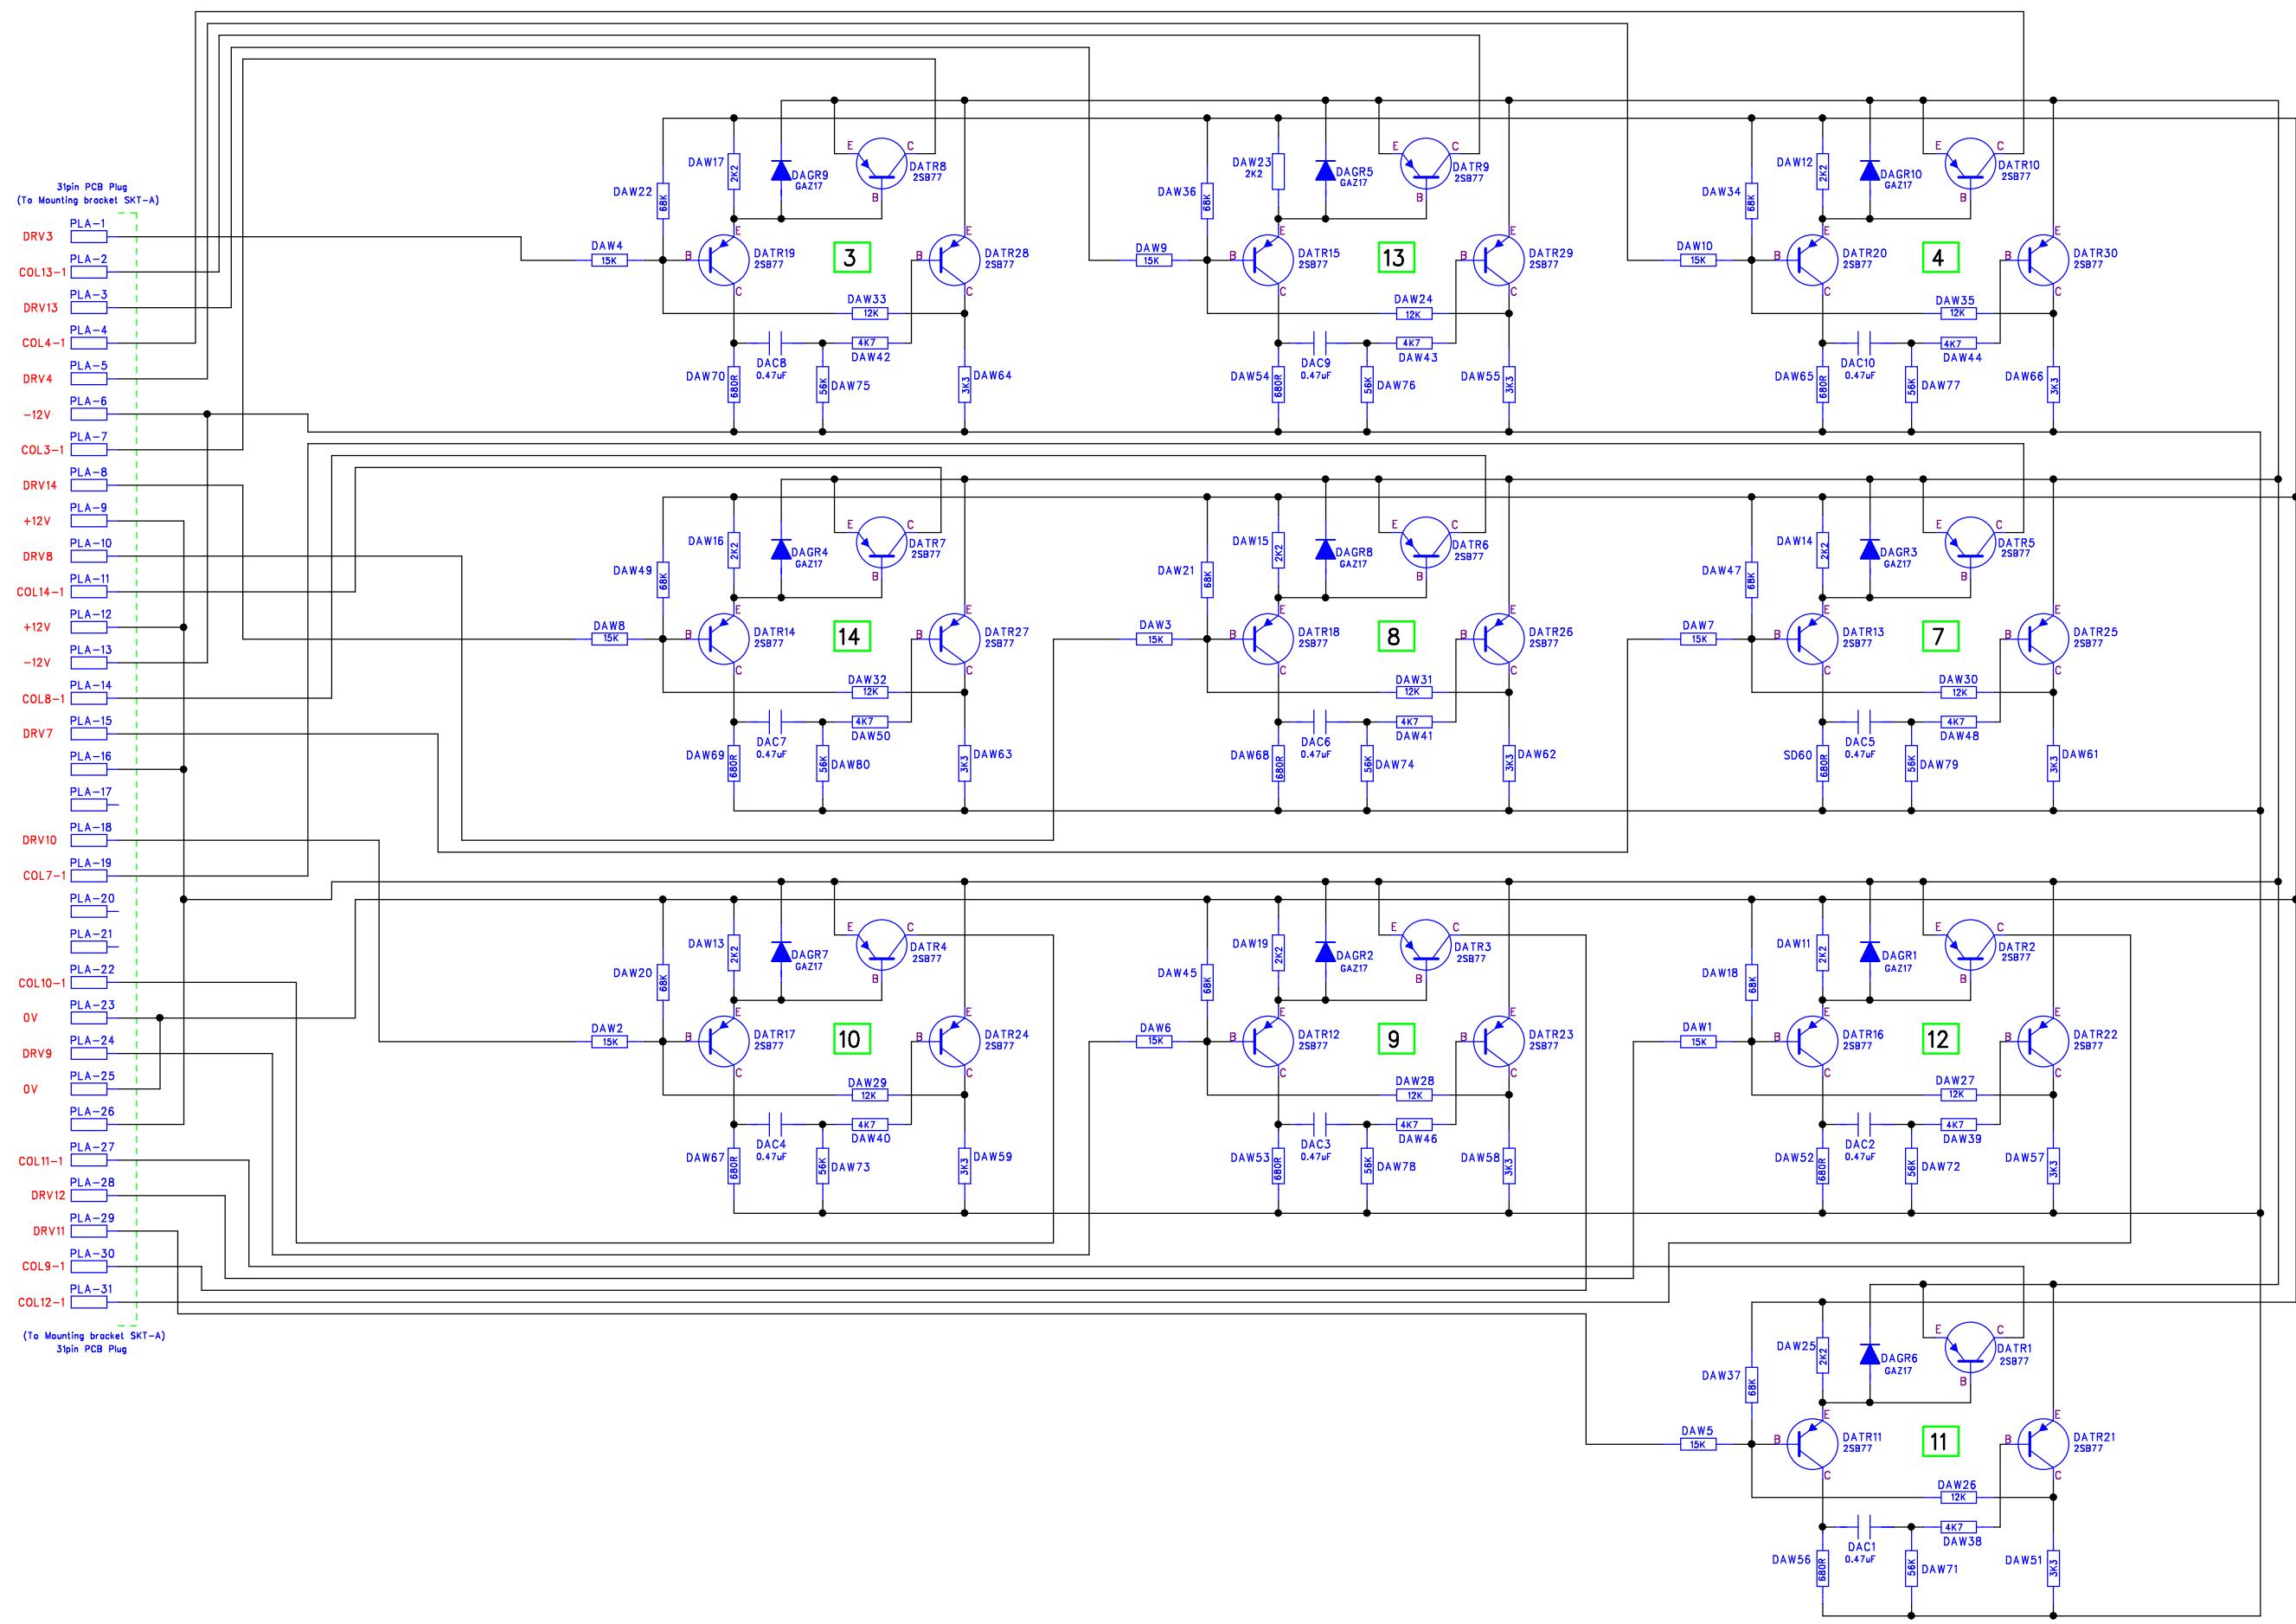 31pin PCB Plug
(To Mounting bracket SKT-A)
DRV3 PLA-1
COL13-1 PLA-2
DRV13 PLA-3
COL4-1 PLA-4
DRV4 PLA-5
-12V PLA-6
COL3-1 PLA-7
DRV14 PLA-8
+12V PLA-9
DRV8 PLA-10
COL14-1 PLA-11
+12V PLA-12
-12V PLA-13
COL8-1 PLA-14
DRV7 PLA-15
PLA-16
PLA-17
DRV10 PLA-18
COL7-1 PLA-19
PLA-20
PLA-21
COL10-1 PLA-22
0V PLA-23
DRV9 PLA-24
0V PLA-25
PLA-26
COL11-1 PLA-27
DRV12 PLA-28
DRV11 PLA-29
COL9-1 PLA-30
COL12-1 PLA-31
(To Mounting bracket SKT-A)
31pin PCB Plug
3
DAW17 2K2
DAW22 68K
DAGR9 GAZ17
E C B DATR8 2SB77
DAW4 15K
B E C DATR19 2SB77
B E C DATR28 2SB77
DAW33 12K
DAC8 0.47uF
4K7 DAW42
DAW70 680R
56K DAW75
3K3 DAW64
13
DAW23 2K2
DAW36 68K
DAGR5 GAZ17
E C B DATR9 2SB77
DAW9 15K
B E C DATR15 2SB77
B E C DATR29 2SB77
DAW24 12K
DAC9 0.47uF
4K7 DAW43
DAW54 680R
56K DAW76
DAW55 3K3
4
DAW12 2K2
DAW34 68K
DAGR10 GAZ17
E C B DATR10 2SB77
DAW10 15K
B E C DATR20 2SB77
B E C DATR30 2SB77
DAW35 12K
DAC10 0.47uF
4K7 DAW44
DAW65 680R
56K DAW77
DAW66 3K3
14
DAW16 2K2
DAW49 68K
DAGR4 GAZ17
E C B DATR7 2SB77
DAW8 15K
B E C DATR14 2SB77
B E C DATR27 2SB77
DAW32 12K
DAC7 0.47uF
4K7 DAW50
DAW69 680R
56K DAW80
3K3 DAW63
8
DAW15 2K2
DAW21 68K
DAGR8 GAZ17
E C B DATR6 2SB77
DAW3 15K
B E C DATR18 2SB77
B E C DATR26 2SB77
DAW31 12K
DAC6 0.47uF
4K7 DAW41
DAW68 680R
56K DAW74
3K3 DAW62
7
DAW14 2K2
DAW47 68K
DAGR3 GAZ17
E C B DATR5 2SB77
DAW7 15K
B E C DATR13 2SB77
B E C DATR25 2SB77
DAW30 12K
DAC5 0.47uF
4K7 DAW48
SD60 680R
56K DAW79
3K3 DAW61
10
DAW13 2K2
DAW20 68K
DAGR7 GAZ17
E C B DATR4 2SB77
DAW2 15K
B E C DATR17 2SB77
B E C DATR24 2SB77
DAW29 12K
DAC4 0.47uF
4K7 DAW40
DAW67 680R
56K DAW73
3K3 DAW59
9
DAW19 2K2
DAW45 68K
DAGR2 GAZ17
E C B DATR3 2SB77
DAW6 15K
B E C DATR12 2SB77
B E C DATR23 2SB77
DAW28 12K
DAC3 0.47uF
4K7 DAW46
DAW53 680R
56K DAW78
DAW58 3K3
12
DAW11 2K2
DAW18 68K
DAGR1 GAZ17
E C B DATR2 2SB77
DAW1 15K
B E C DATR16 2SB77
B E C DATR22 2SB77
DAW27 12K
DAC2 0.47uF
4K7 DAW39
DAW52 680R
56K DAW72
DAW57 3K3
11
DAW25 2K2
DAW37 68K
DAGR6 GAZ17
E C B DATR1 2SB77
DAW5 15K
B E C DATR11 2SB77
B E C DATR21 2SB77
DAW26 12K
DAC1 0.47uF
4K7 DAW38
DAW56 680R
56K DAW71
DAW51 3K3